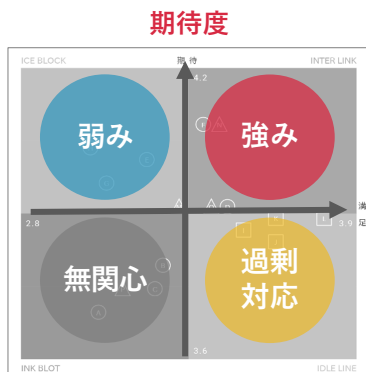 期待度
ICE BLOCK
期待
INTER LINK
4.2
弱み
強み
2.8
3.9
満
足
無関心
過剰
対応
3.6
INK BLOT
IDLE LINE